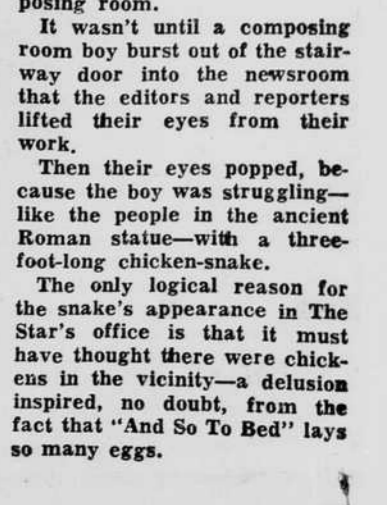 posing room.
It wasn't until a composing
room boy burst out of the stair-
way door into the newsroom
that the editors and reporters
lifted their eyes from their
work.
Then their eyes popped, be-
cause the boy was struggling—
like the people in the ancient
Roman statue—with a three-
foot-long chicken-snake.
The only logical reason for
the snake's appearance in The
Star's office is that it must
have thought there were chick-
ens in the vicinity—a delusion
inspired, no doubt, from the
fact that "And So To Bed" lays
so many eggs.